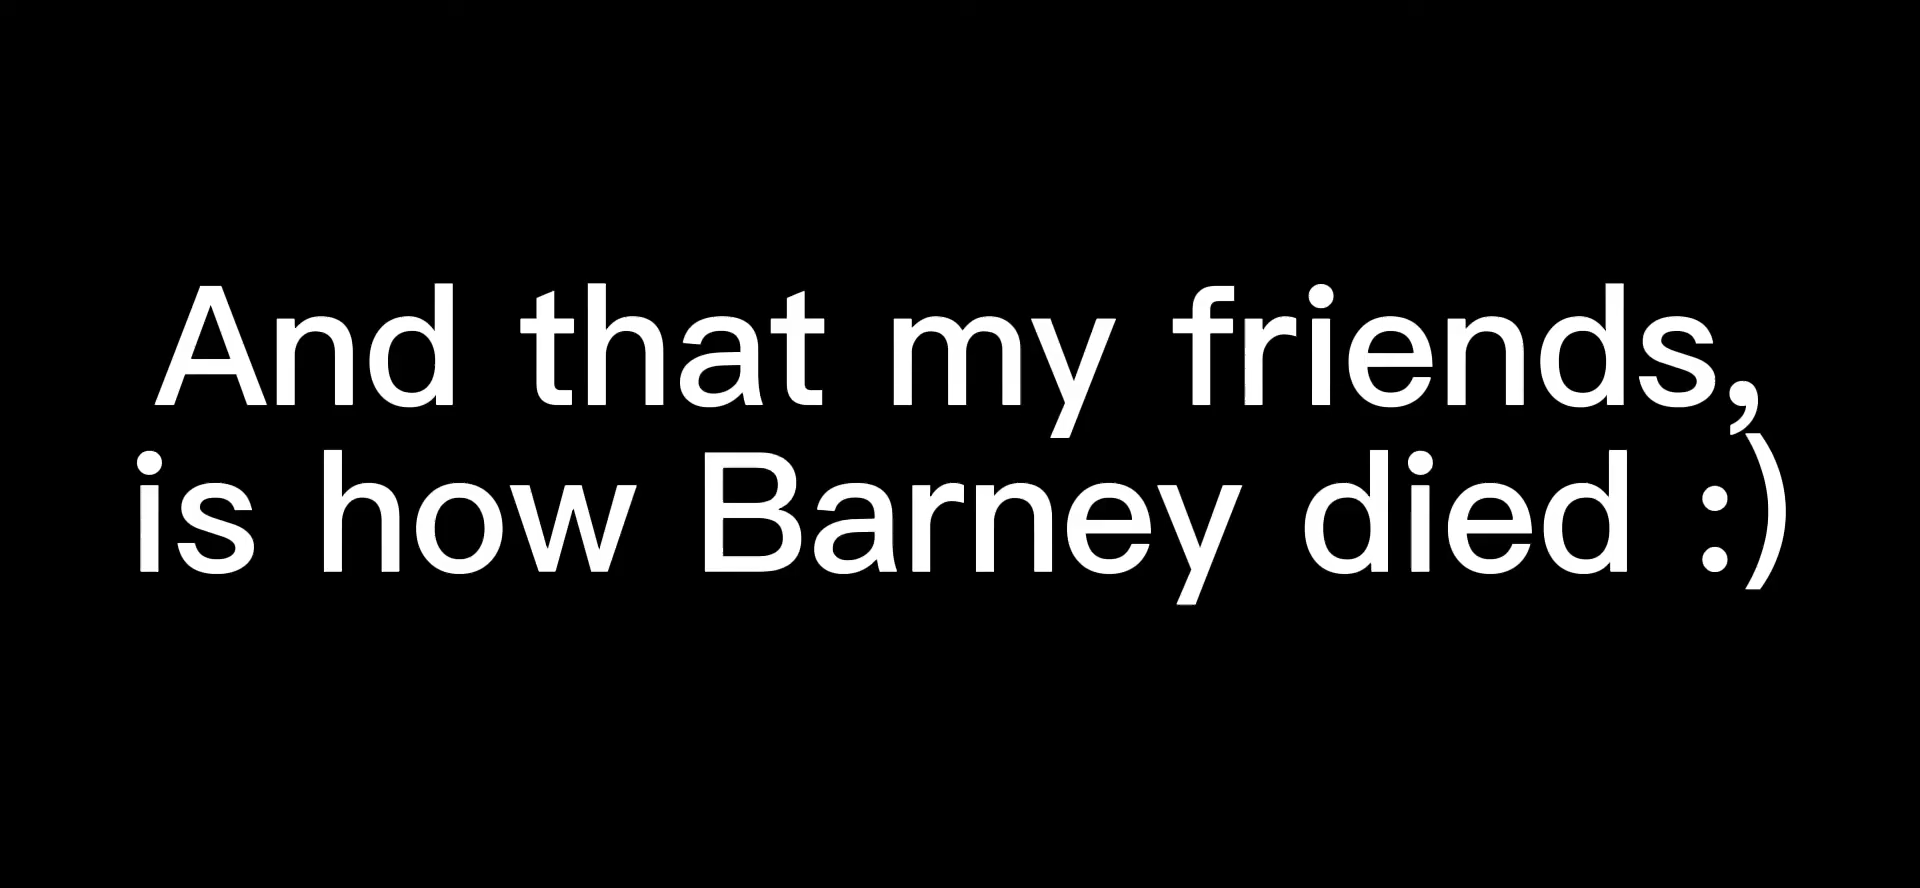 And that my friends,
is how Barney died :)